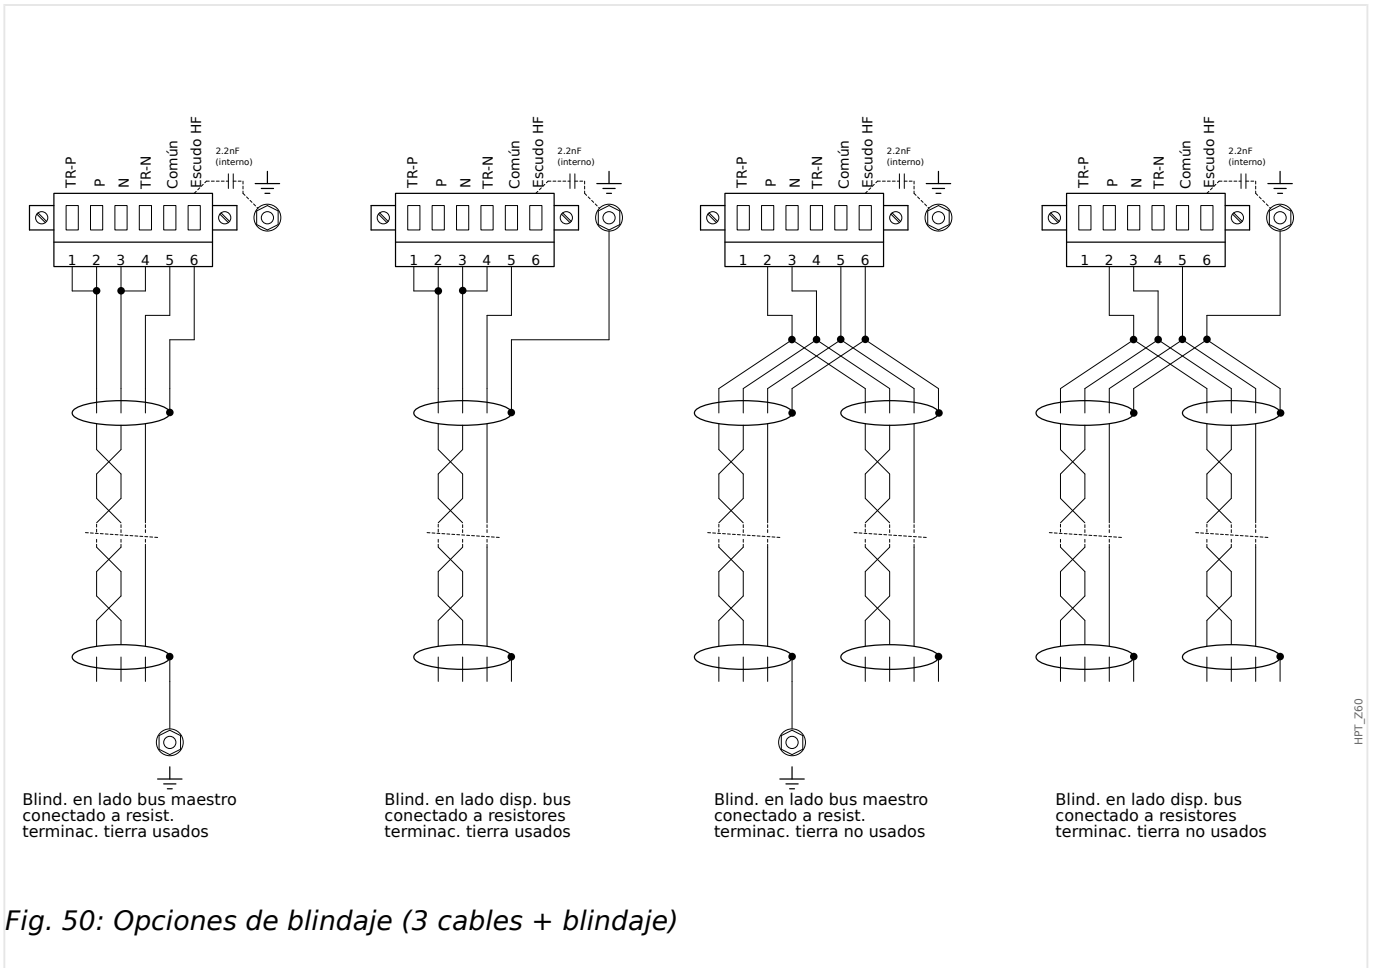 TR-P P N TR-N Común Escudo HF 2.2nF (interno)
1 2 3 4 5 6
Blind. en lado bus maestro
conectado a resist.
terminac. tierra usados
TR-P P N TR-N Común Escudo HF 2.2nF (interno)
1 2 3 4 5 6
Blind. en lado disp. bus
conectado a resistores
terminac. tierra usados
TR-P P N TR-N Común Escudo HF 2.2nF (interno)
1 2 3 4 5 6
Blind. en lado bus maestro
conectado a resist.
terminac. tierra no usados
TR-P P N TR-N Común Escudo HF 2.2nF (interno)
1 2 3 4 5 6
Blind. en lado disp. bus
conectado a resistores
terminac. tierra no usados
HPT_Z60
Fig. 50: Opciones de blindaje (3 cables + blindaje)